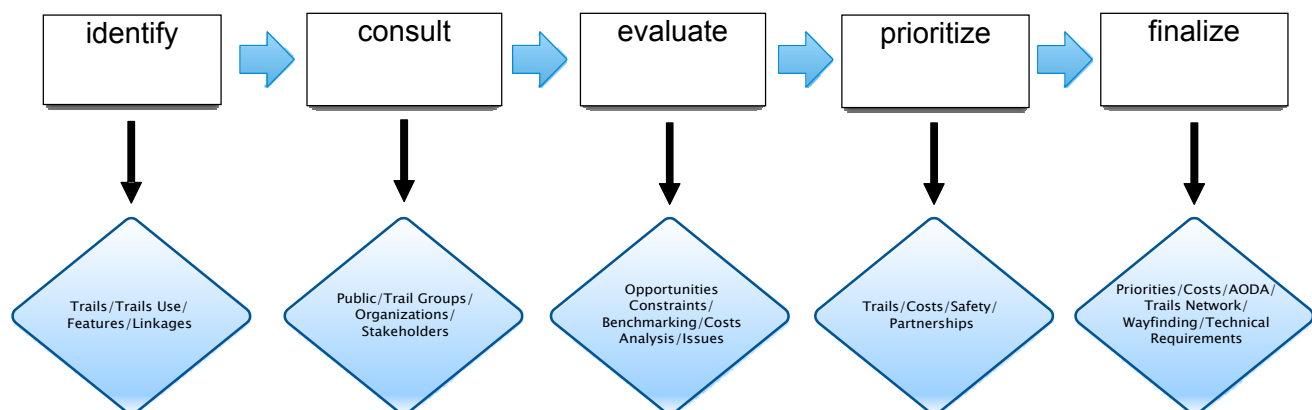 identify
consult
evaluate
prioritize
finalize
Trails/Trails Use/
Features/Linkages
Public/Trail Groups/
Organizations/
Stakeholders
Opportunities
Constraints/
Benchmarking/Costs
Analysis/Issues
Trails/Costs/Safety/
Partnerships
Priorities/Costs/AODA/
Trails Network/
Wayfinding/Technical
Requirements